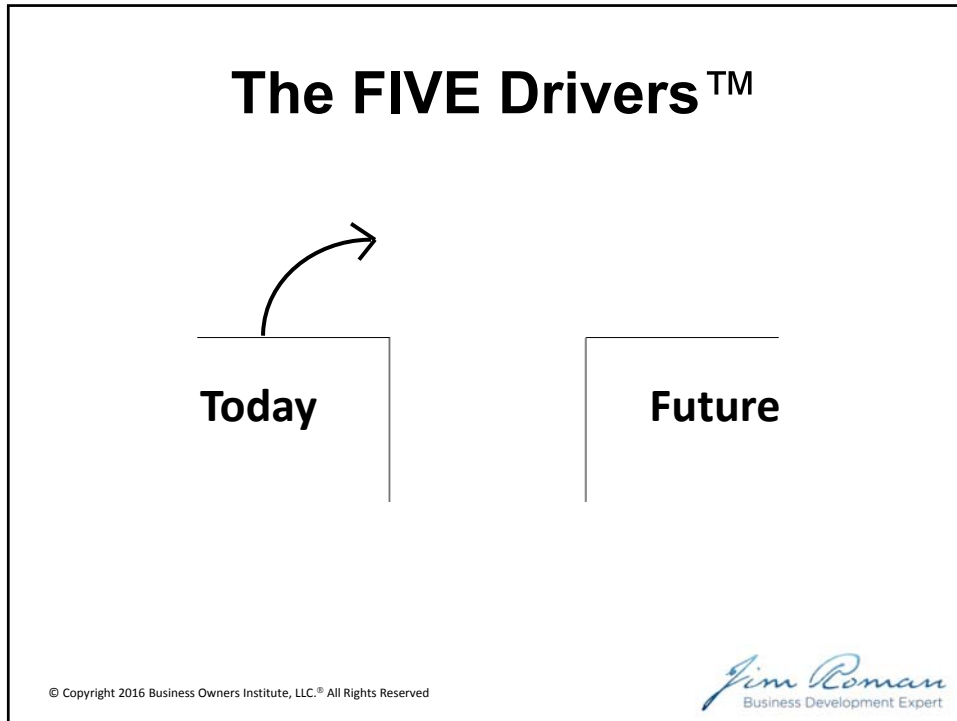 The FIVE Drivers™
Today
Future
© Copyright 2016 Business Owners Institute, LLC.® All Rights Reserved
Jim Roman
Business Development Expert